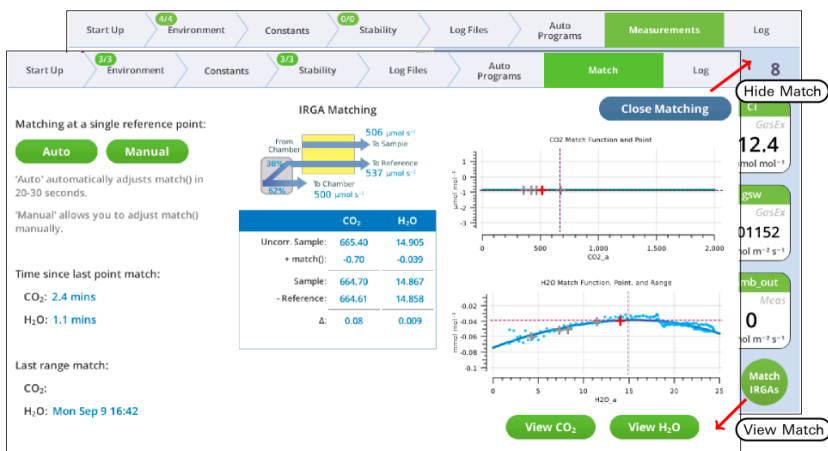 4/4
0/0
Start Up
Environment
Constants
Stability
Log Files
Auto Programs
Measurements
Log
3/3
3/3
Start Up
Environment
Constants
Stability
Log Files
Auto Programs
Match
Log
8
Hide Match
Matching at a single reference point:
Auto
Manual
'Auto' automatically adjusts match() in
20-30 seconds.
'Manual' allows you to adjust match()
manually.
Time since last point match:
CO₂: 2.4 mins
H₂O: 1.1 mins
Last range match:
CO₂:
H₂O: Mon Sep 9 16:42
IRGA Matching
From Chamber
38%
62%
506 μmol s⁻¹
To Sample
To Reference
537 μmol s⁻¹
To Chamber
500 μmol s⁻¹
CO₂ H₂O
Uncorr. Sample: 665.40 14.905
+ match(): -0.70 -0.039
Sample: 664.70 14.867
- Reference: 664.61 14.858
Δ: 0.08 0.009
Close Matching
CO2 Match Function and Point
μmol mol⁻¹
1
0
-1
-2
-3
0 500 1,000 1,500 2,000
CO2_a
H2O Match Function, Point, and Range
mmol mol⁻¹
-0.02
-0.04
-0.06
-0.08
-0.1
0 5 10 15 20 25
H2O_a
View CO₂
View H₂O
GasEx
12.4
mol mol⁻¹
gsw
GasEx
01152
ol m⁻² s⁻¹
mb_out
Meas
0
ol m⁻² s⁻¹
Match
IRGAs
View Match